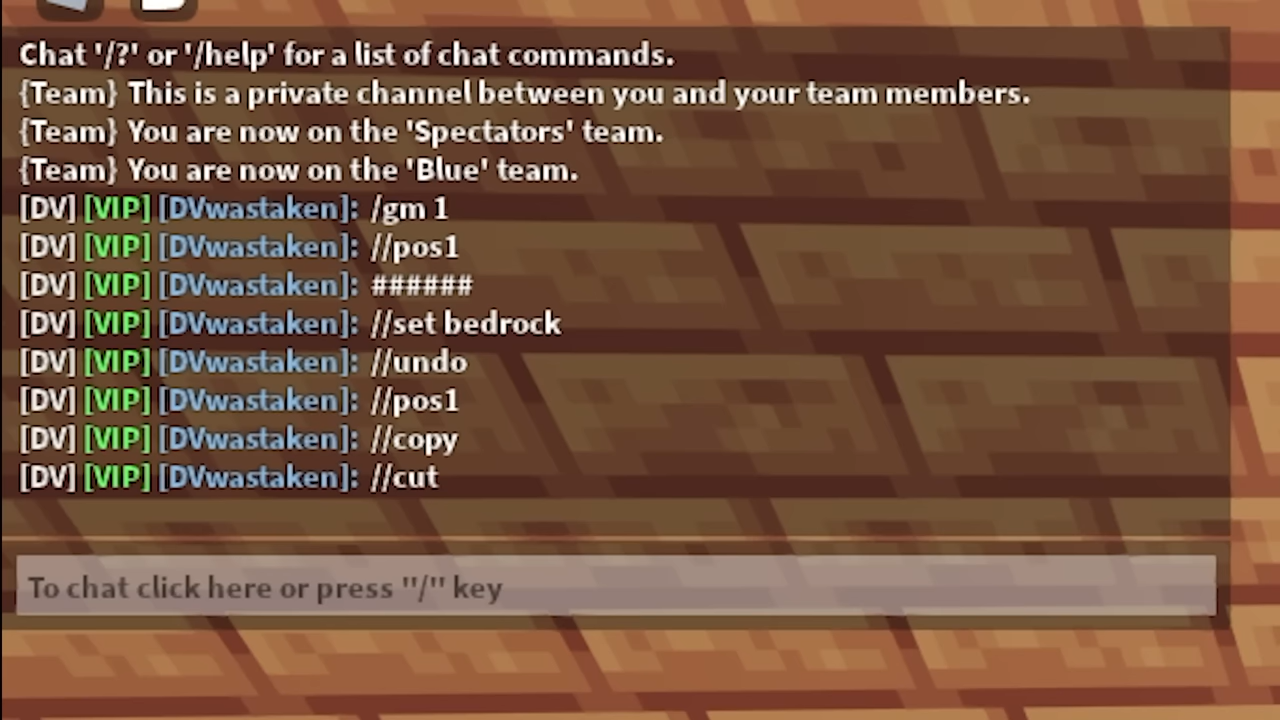 Chat '/?' or '/help' for a list of chat commands.
{Team} This is a private channel between you and your team members.
{Team} You are now on the 'Spectators' team.
{Team} You are now on the 'Blue' team.
[DV] [VIP] [DVwastaken]: /gm 1
[DV] [VIP] [DVwastaken]: //pos1
[DV] [VIP] [DVwastaken]: ######
[DV] [VIP] [DVwastaken]: //set bedrock
[DV] [VIP] [DVwastaken]: //undo
[DV] [VIP] [DVwastaken]: //pos1
[DV] [VIP] [DVwastaken]: //copy
[DV] [VIP] [DVwastaken]: //cut
To chat click here or press "/" key